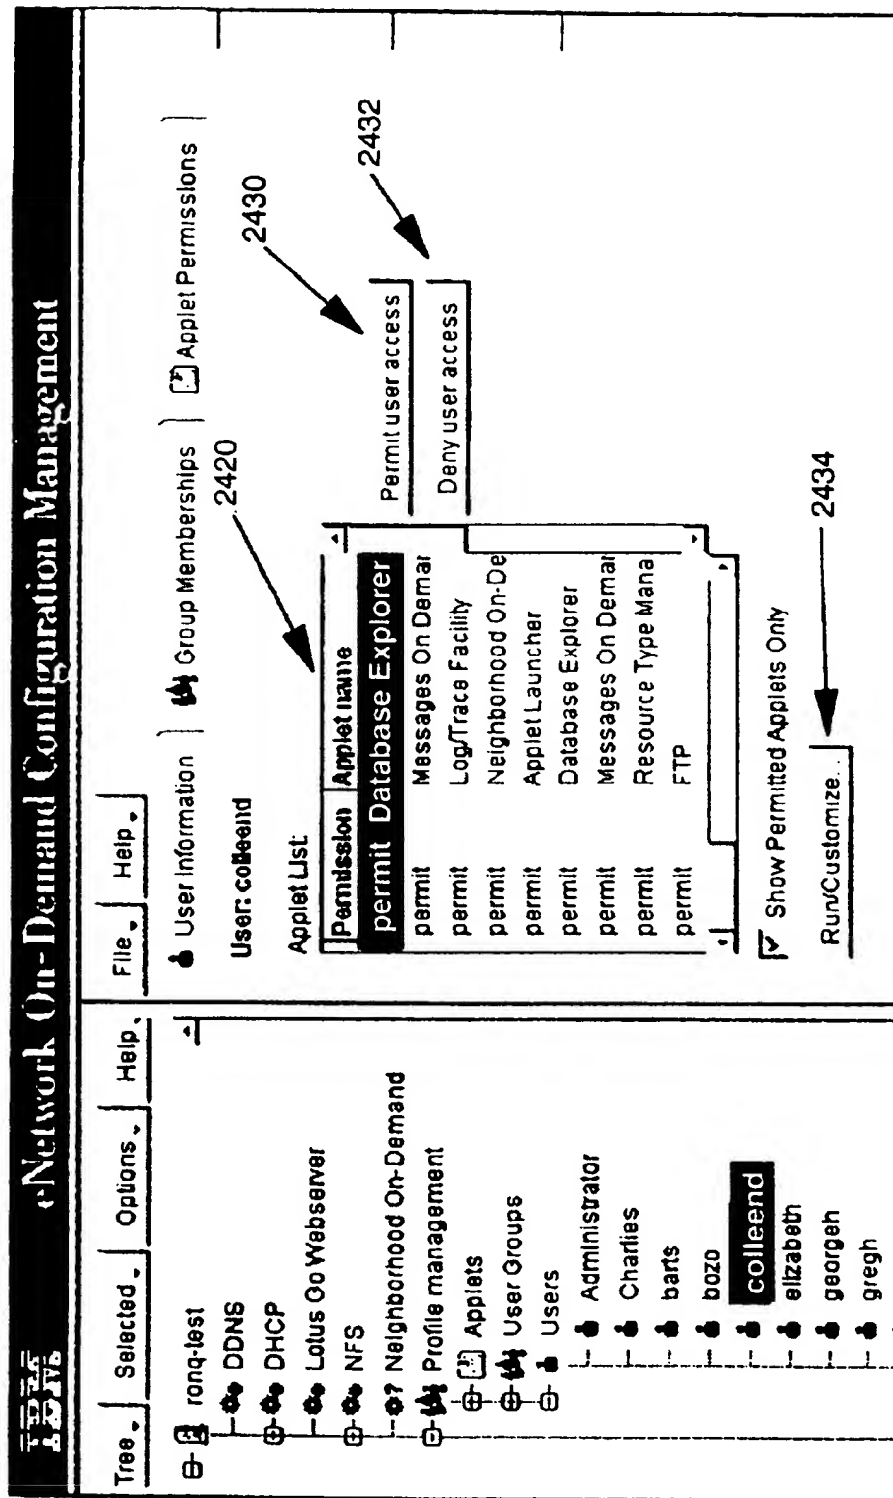 IBM eNetwork On-Demand Configuration Management
Tree Selected Options Help
ronq-test
DDNS
DHCP
Lotus Go Webserver
NFS
Neighborhood On-Demand
Profile management
Applets
User Groups
Users
Administrator
Charlies
barts
bozo
colleend
elizabeth
georgeh
gregh
File Help
User Information Group Memberships Applet Permissions
User: colleend
2420
2430
2432
Applet List:
Permission Applet name
permit Database Explorer
permit Messages On Demar
permit Log/Trace Facility
permit Neighborhood On-De
permit Applet Launcher
permit Database Explorer
permit Messages On Demar
permit Resource Type Mana
permit FTP
Permit user access
Deny user access
Show Permitted Applets Only
Run/Customize...
2434